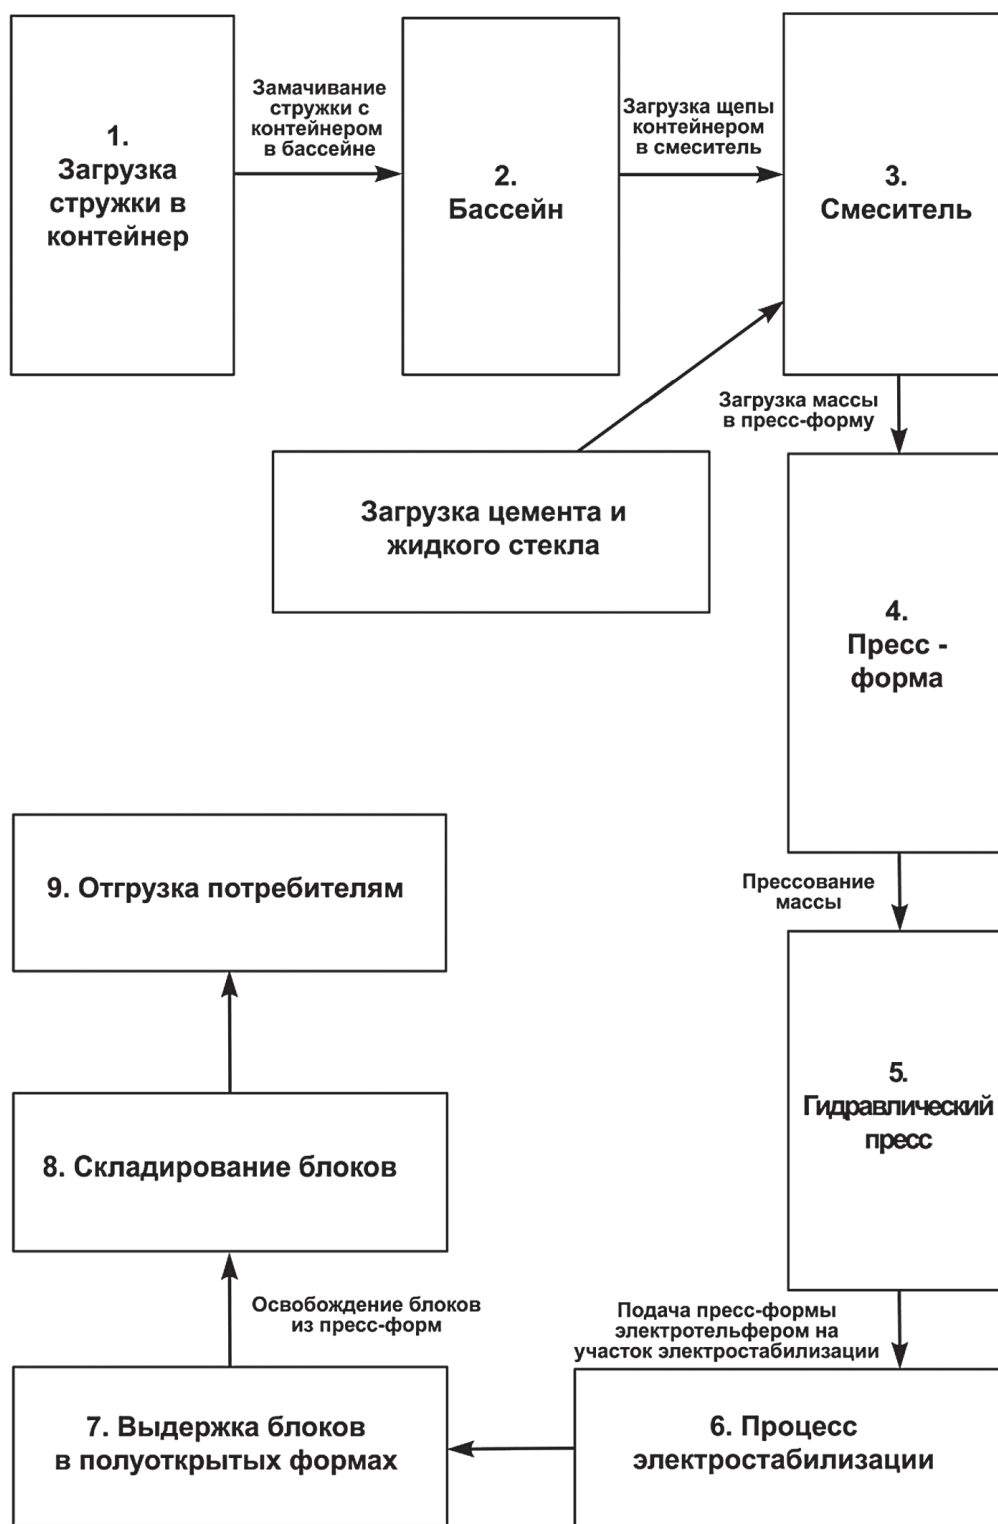 1.
Загрузка
стружки в
контейнер
Замачивание
стружки с
контейнером
в бассейне
2.
Бассейн
Загрузка щепы
контейнером
в смеситель
3.
Смеситель
Загрузка массы
в пресс-форму
Загрузка цемента и
жидкого стекла
4.
Пресс -
форма
Прессование
массы
5.
Гидравлический
пресс
Подача пресс-формы
электротельфером на
участок электростабилизации
6. Процесс
электростабилизации
7. Выдержка блоков
в полуоткрытых формах
Освобождение блоков
из пресс-форм
8. Складирование блоков
9. Отгрузка потребителям